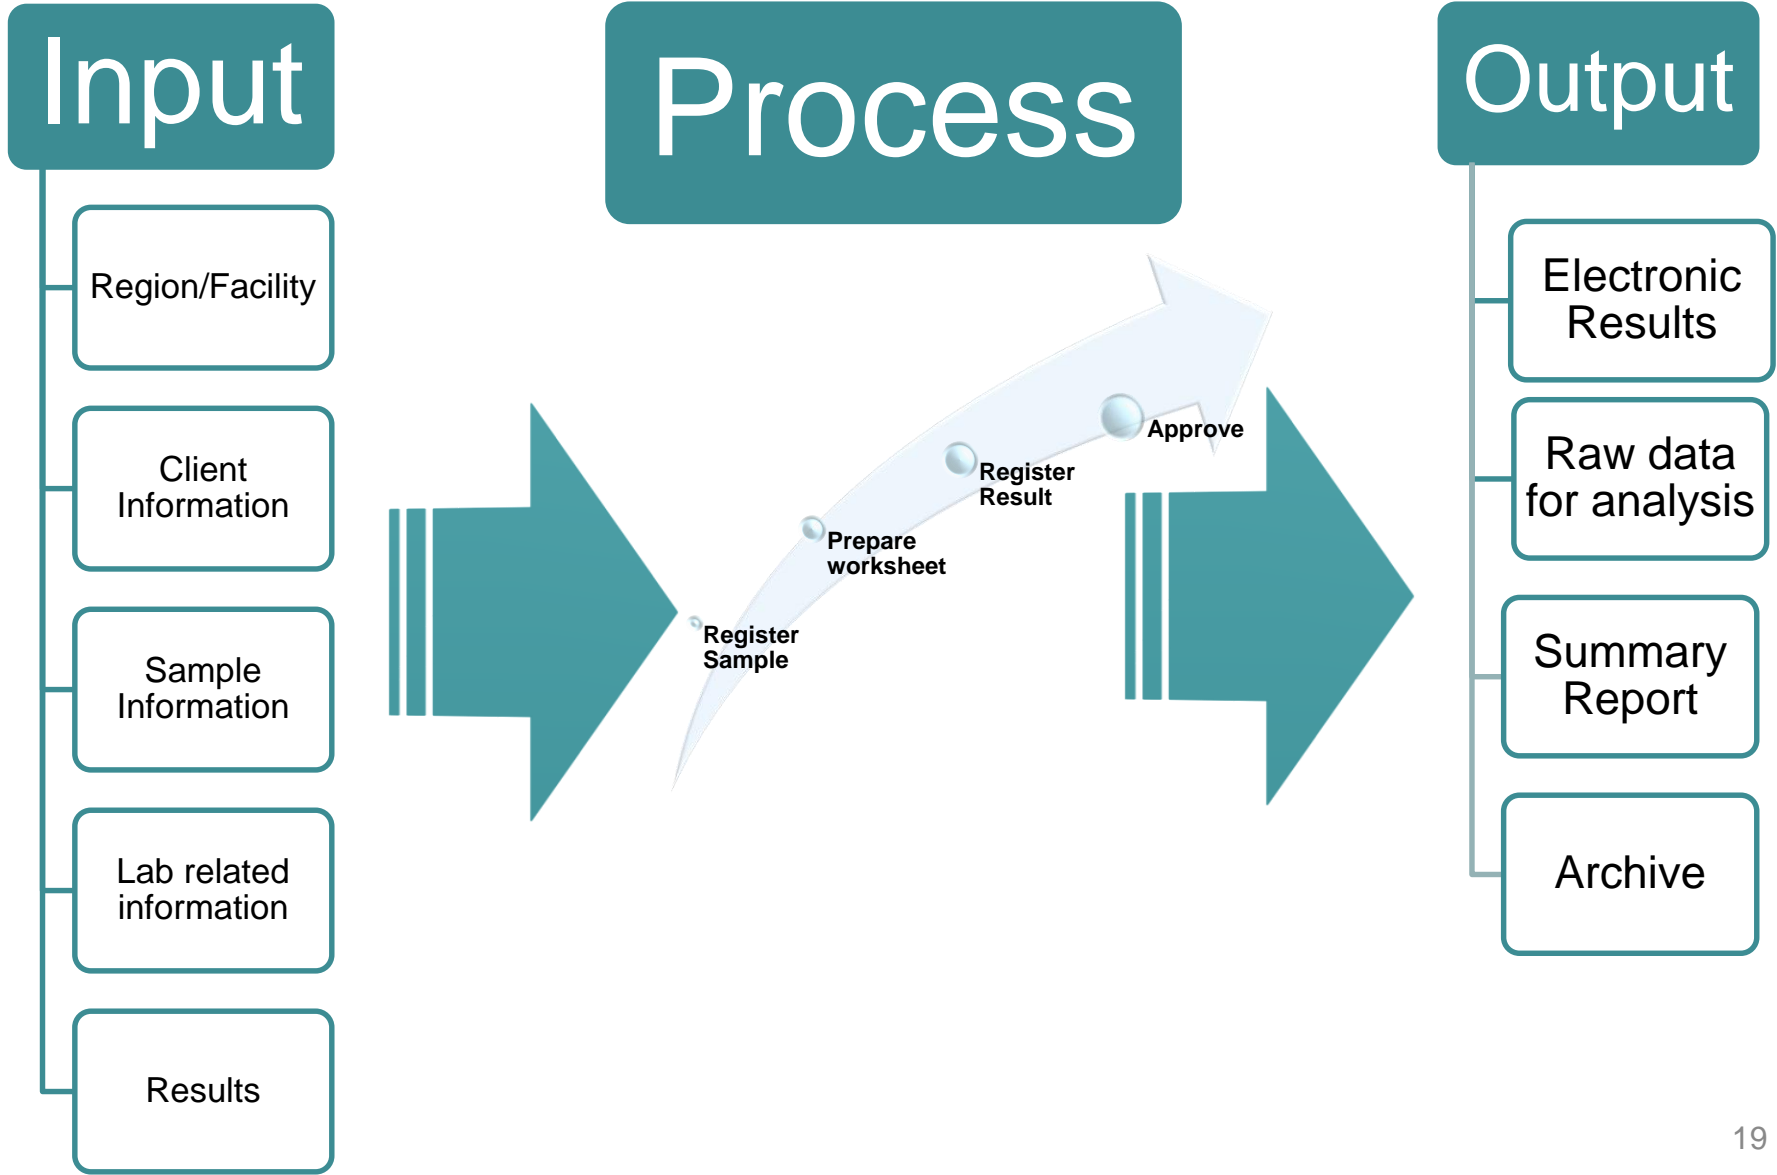 Input
Region/Facility
Client
Information
Sample
Information
Lab related
information
Results
Process
Register
Sample
Prepare
worksheet
Register
Result
Approve
Output
Electronic
Results
Raw data
for analysis
Summary
Report
Archive
19